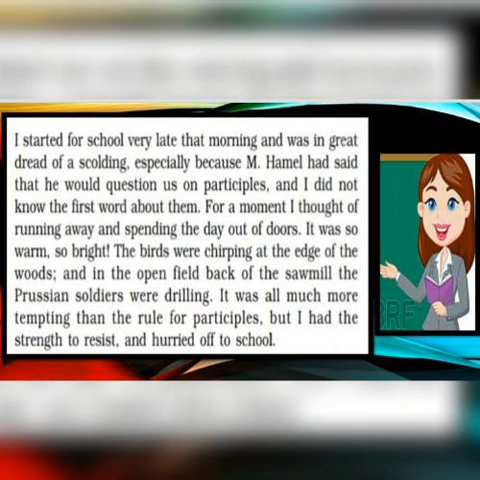 I started for school very late that morning and was in great
dread of a scolding, especially because M. Hamel had said
that he would question us on participles, and I did not
know the first word about them. For a moment I thought of
running away and spending the day out of doors. It was so
warm, so bright! The birds were chirping at the edge of the
woods; and in the open field back of the sawmill the
Prussian soldiers were drilling. It was all much more
tempting than the rule for participles, but I had the
strength to resist, and hurried off to school.
BRF